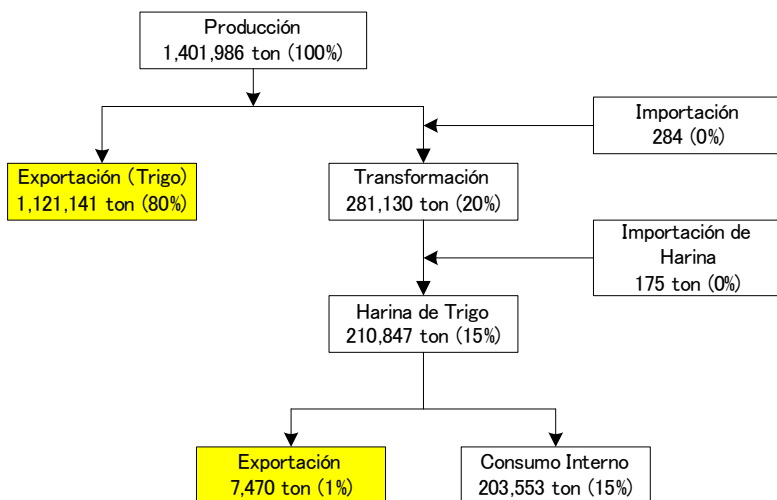 Producción
1,401,986 ton (100%)
Importación
284 (0%)
Exportación (Trigo)
1,121,141 ton (80%)
Transformación
281,130 ton (20%)
Importación de
Harina
175 ton (0%)
Harina de Trigo
210,847 ton (15%)
Exportación
7,470 ton (1%)
Consumo Interno
203,553 ton (15%)